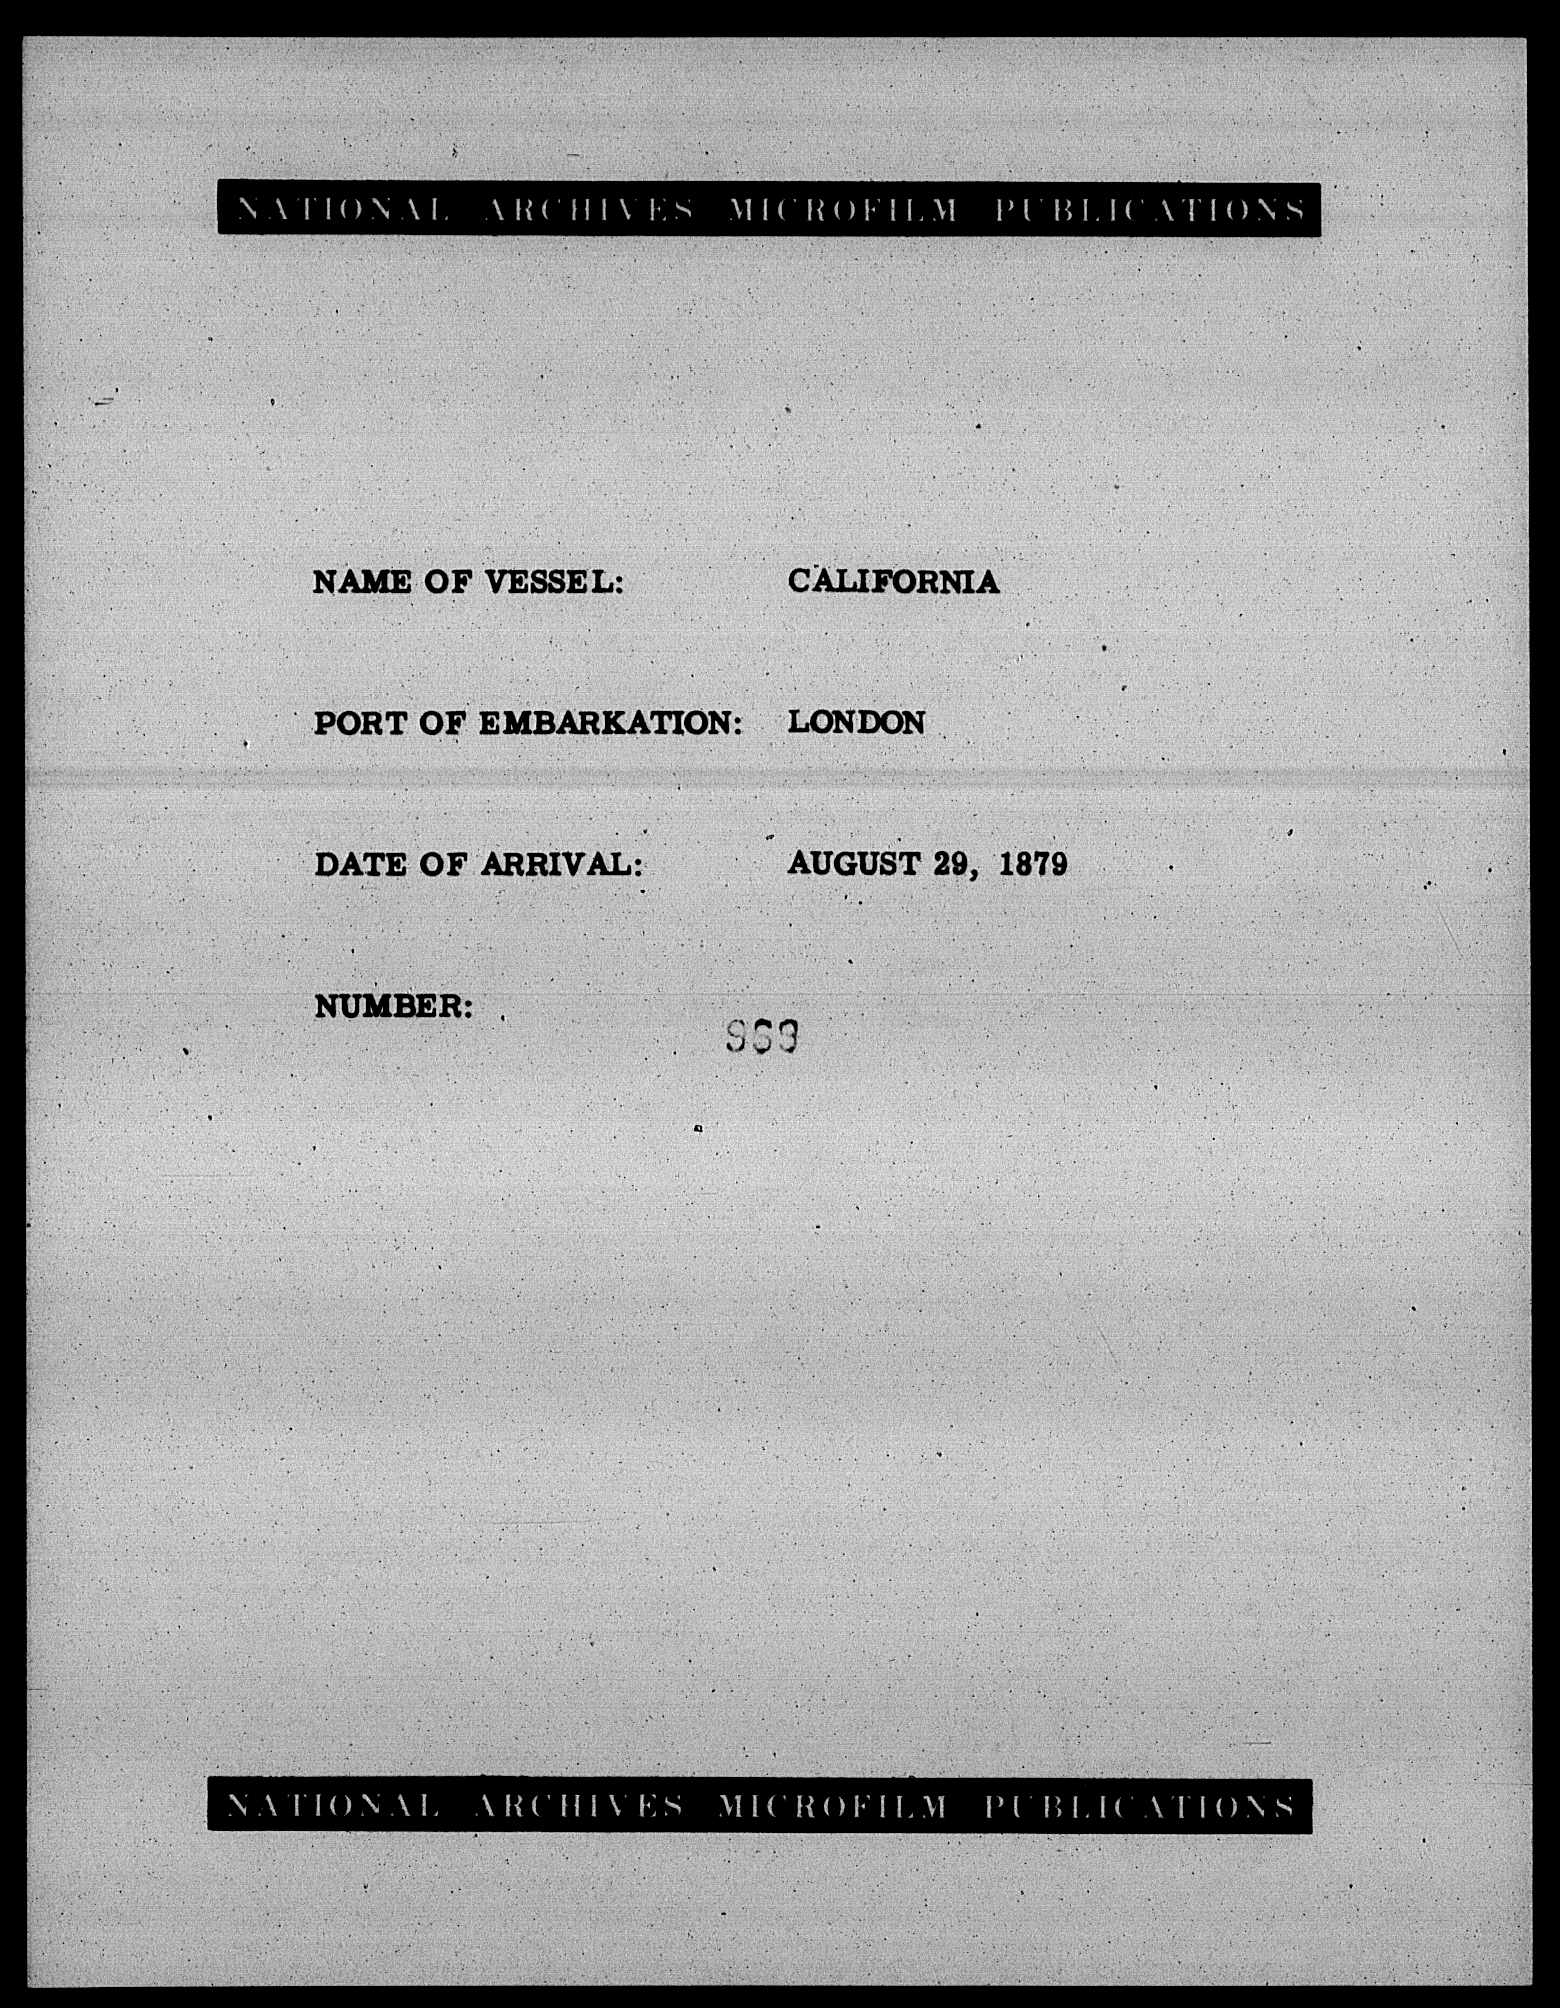 NATIONAL ARCHIVES MICROFILM PUBLICATIONS
NAME OF VESSEL: CALIFORNIA
PORT OF EMBARKATION: LONDON
DATE OF ARRIVAL: AUGUST 29, 1879
NUMBER:
NATIONAL ARCHIVES MICROFILM PUBLICATIONS